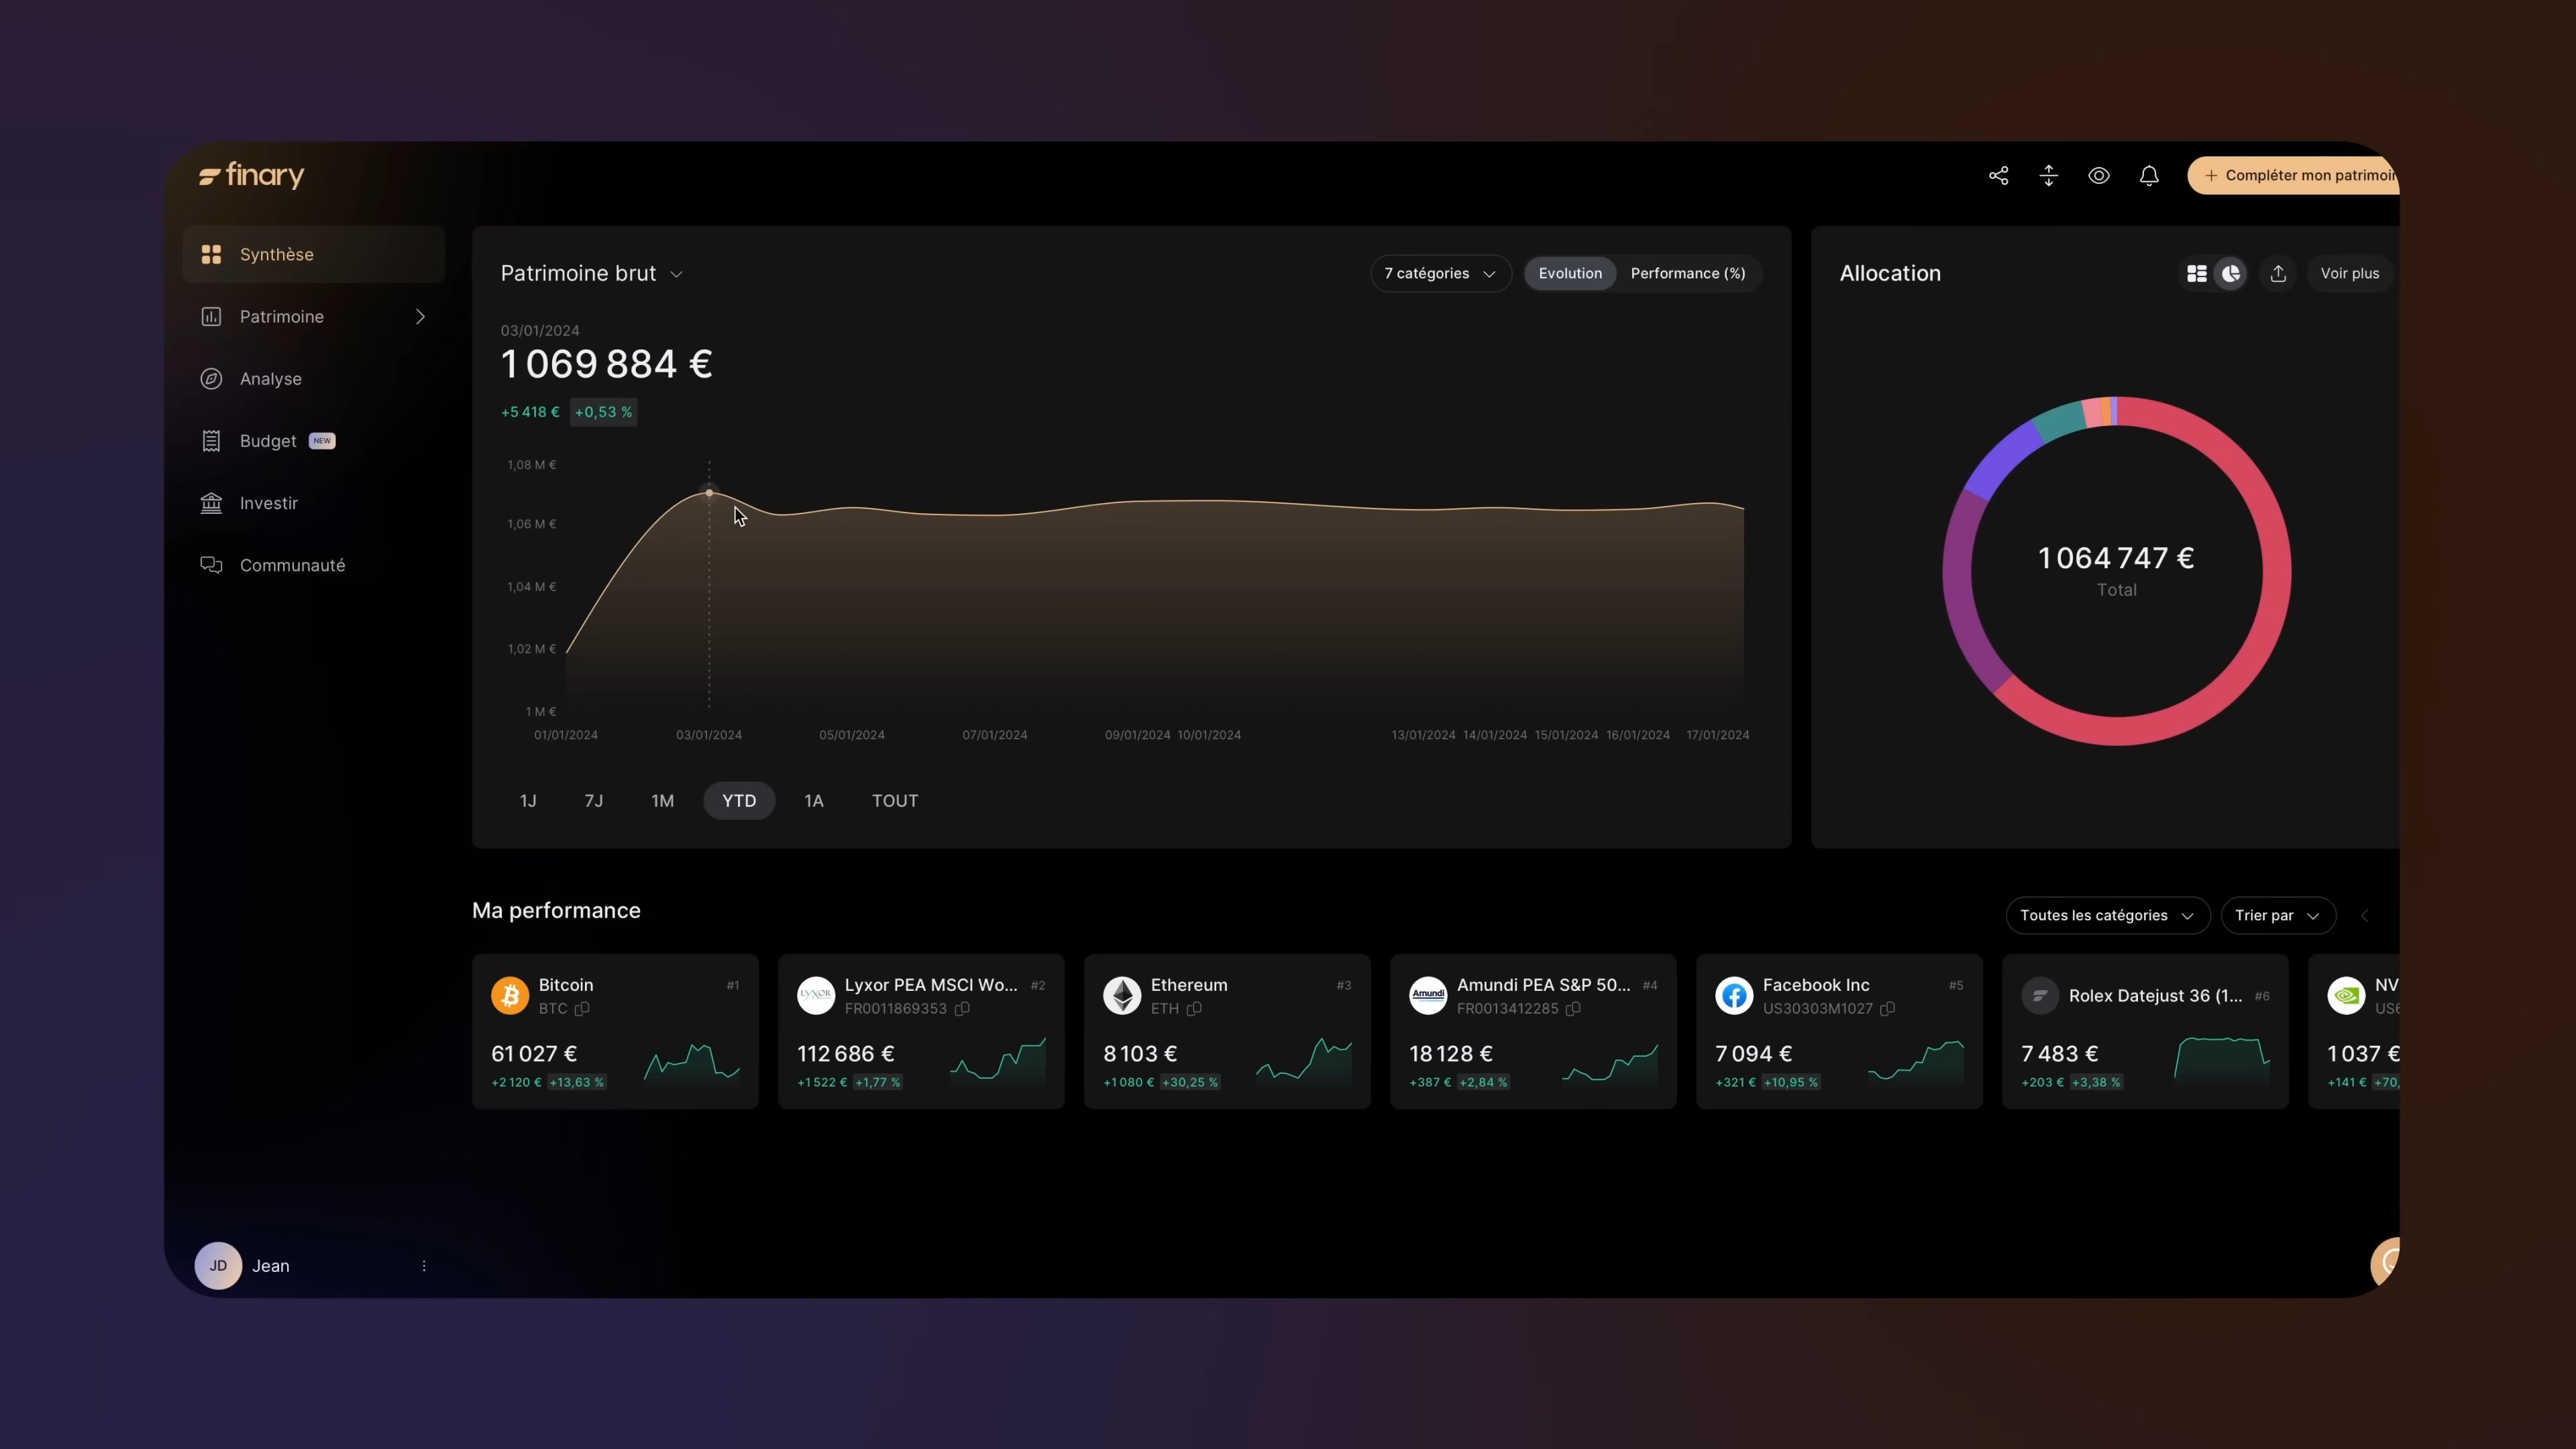 finary
Compléter mon patrimoi
Synthèse
Patrimoine
Analyse
Budget NEW
Investir
Communauté
Patrimoine brut
7 catégories
Evolution
Performance (%)
03/01/2024
1 069 884 €
+5 418 € +0,53 %
1,08 M €
1,06 M €
1,04 M €
1,02 M €
1 M €
01/01/2024 03/01/2024 05/01/2024 07/01/2024 09/01/2024 10/01/2024 13/01/2024 14/01/2024 15/01/2024 16/01/2024 17/01/2024
1J 7J 1M YTD 1A TOUT
Allocation
Voir plus
1 064 747 €
Total
Ma performance
Toutes les catégories
Trier par
Bitcoin #1
BTC
61 027 €
+2 120 € +13,63 %
Lyxor PEA MSCI Wo... #2
LYXOR
FR0011869353
112 686 €
+1 522 € +1,77 %
Ethereum #3
ETH
8 103 €
+1 080 € +30,25 %
Amundi PEA S&P 50... #4
Amundi
FR0013412285
18 128 €
+387 € +2,84 %
Facebook Inc #5
US30303M1027
7 094 €
+321 € +10,95 %
Rolex Datejust 36 (1... #6
7 483 €
+203 € +3,38 %
NV
US6
1 037 €
+141 € +70,
JD Jean